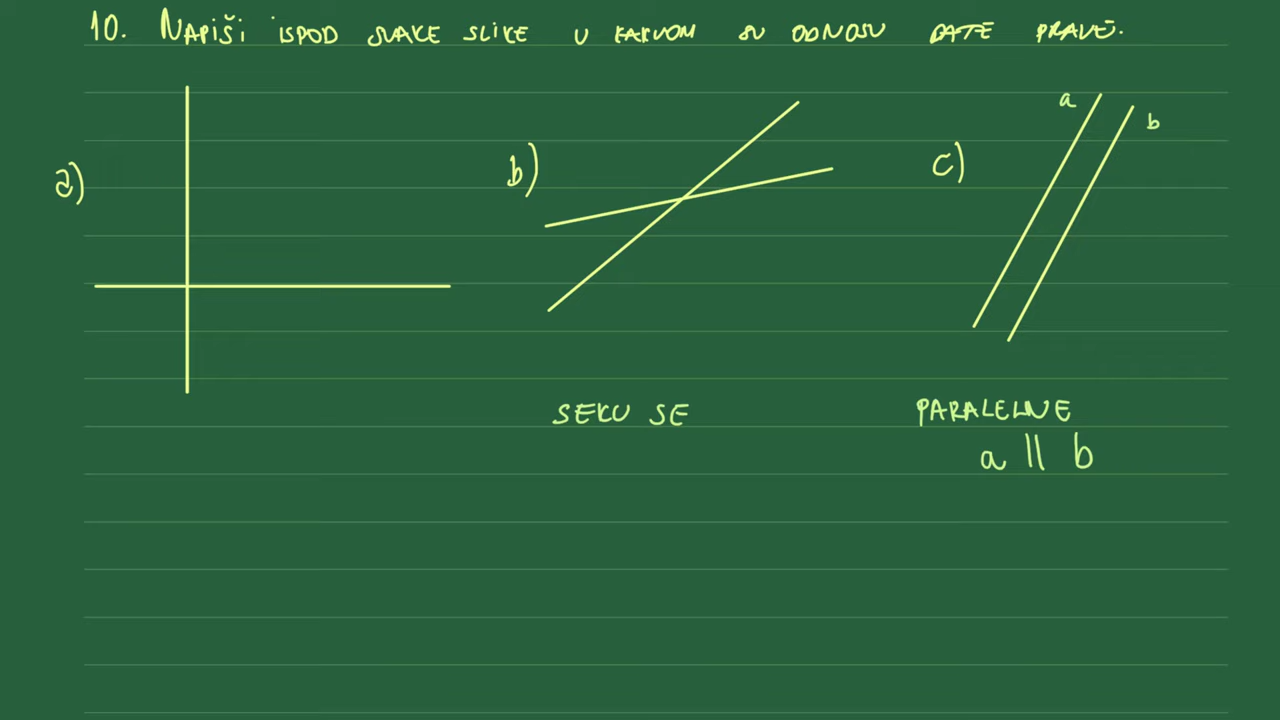 10. NAPIŠI ISPOD SVAKE SLIKE U KAKVOM SU ODNOSU DATE PRAVE.
a)
b)
c)
a
b
SEKU SE
PARALELNE
a || b